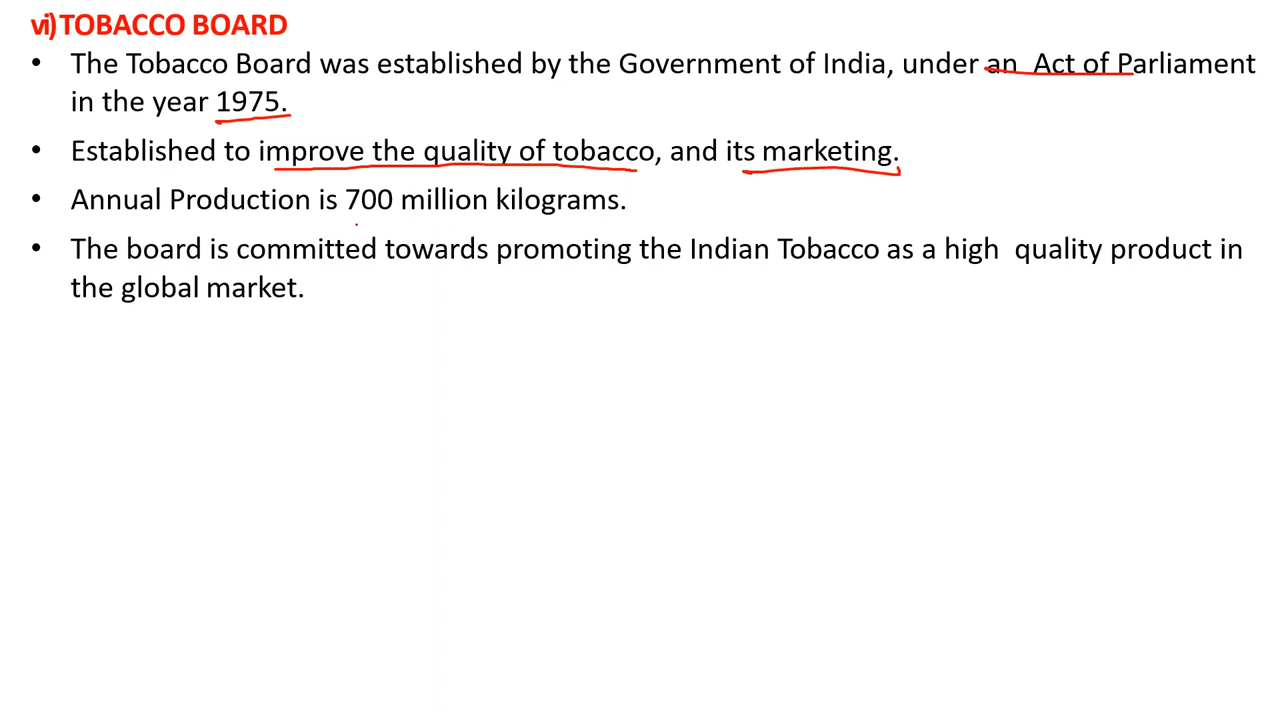 vi)TOBACCO BOARD
• The Tobacco Board was established by the Government of India, under an  Act of Parliament
in the year 1975.
• Established to improve the quality of tobacco, and its marketing.
• Annual Production is 700 million kilograms.
• The board is committed towards promoting the Indian Tobacco as a high  quality product in
the global market.